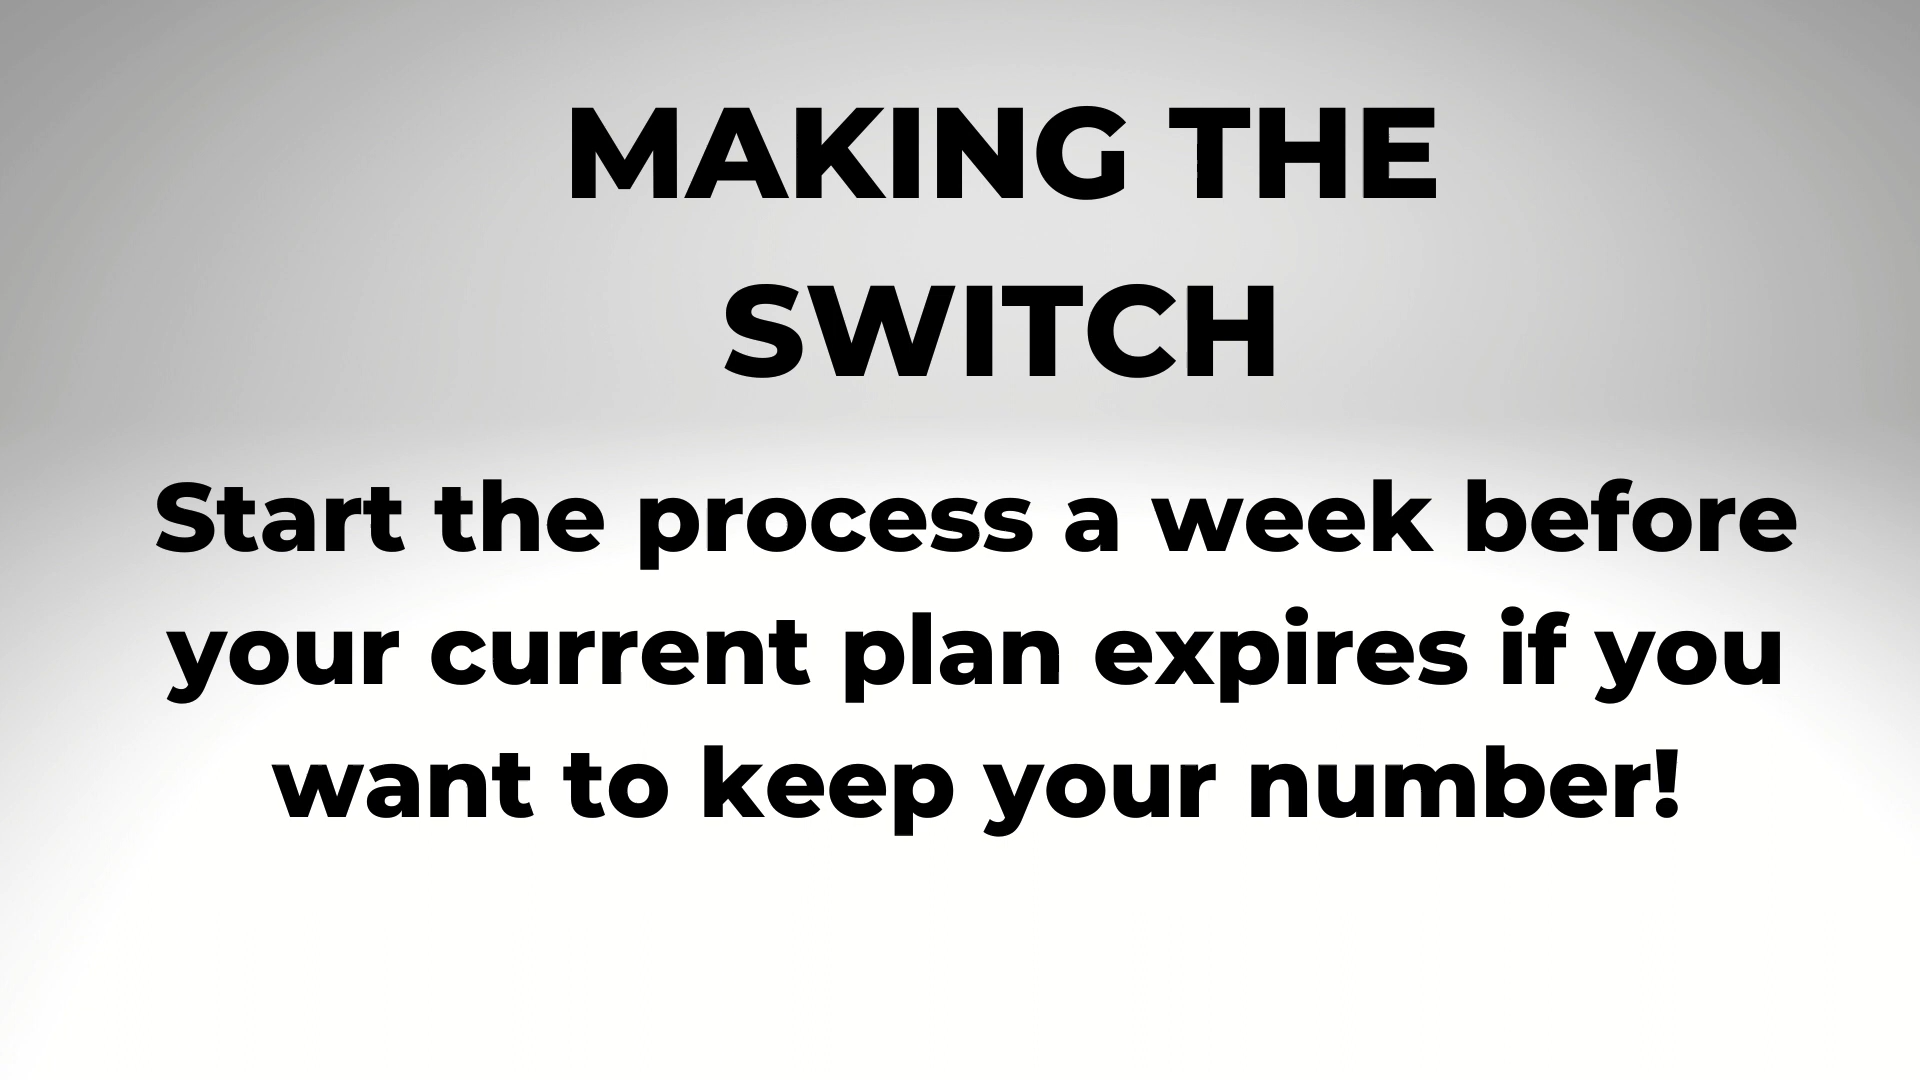 MAKING THE
SWITCH
Start the process a week before
your current plan expires if you
want to keep your number!